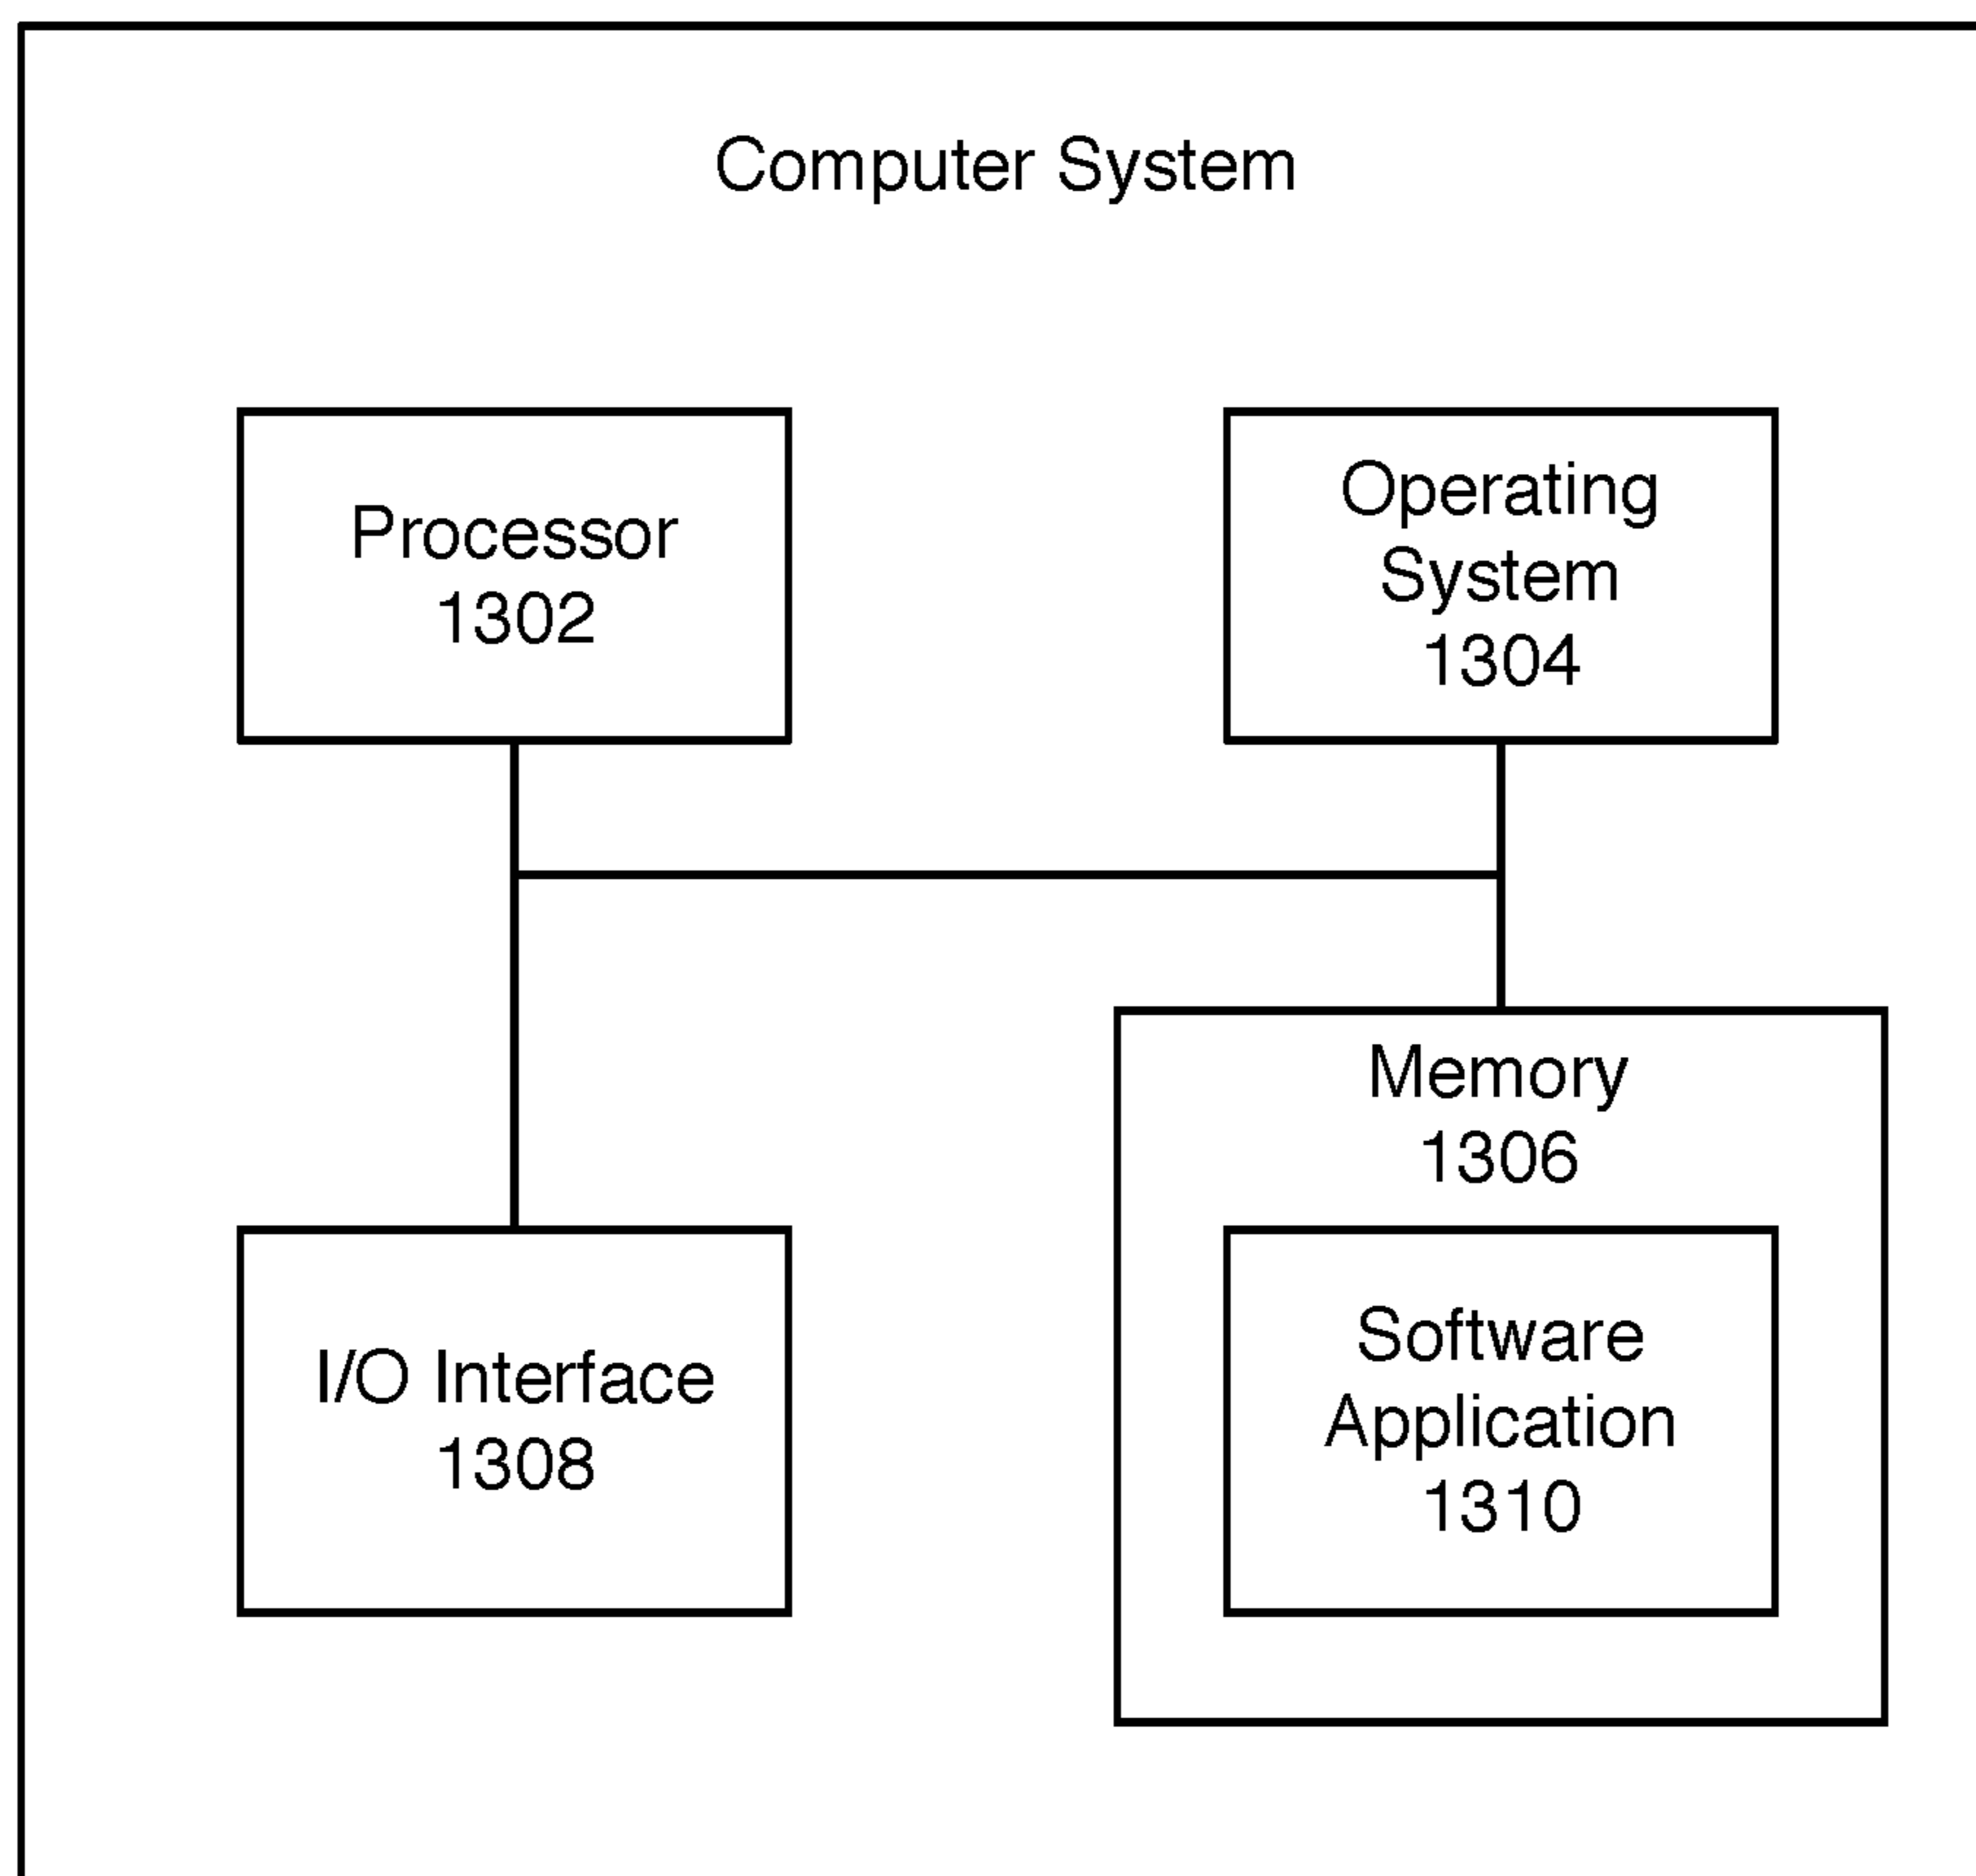 Computer System
Processor
1302
Operating
System
1304
Memory
1306
I/O Interface
1308
Software
Application
1310